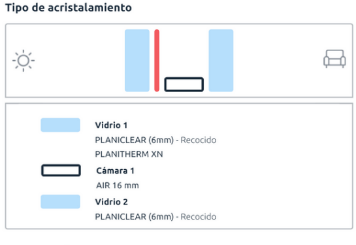 Tipo de acristalamiento
Vidrio 1
PLANICLEAR (6mm) - Recocido
PLANITHERM XN
Cámara 1
AIR 16 mm
Vidrio 2
PLANICLEAR (6mm) - Recocido